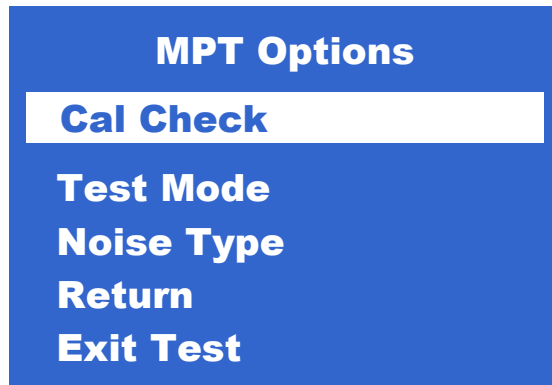 MPT Options
Cal Check
Test Mode
Noise Type
Return
Exit Test